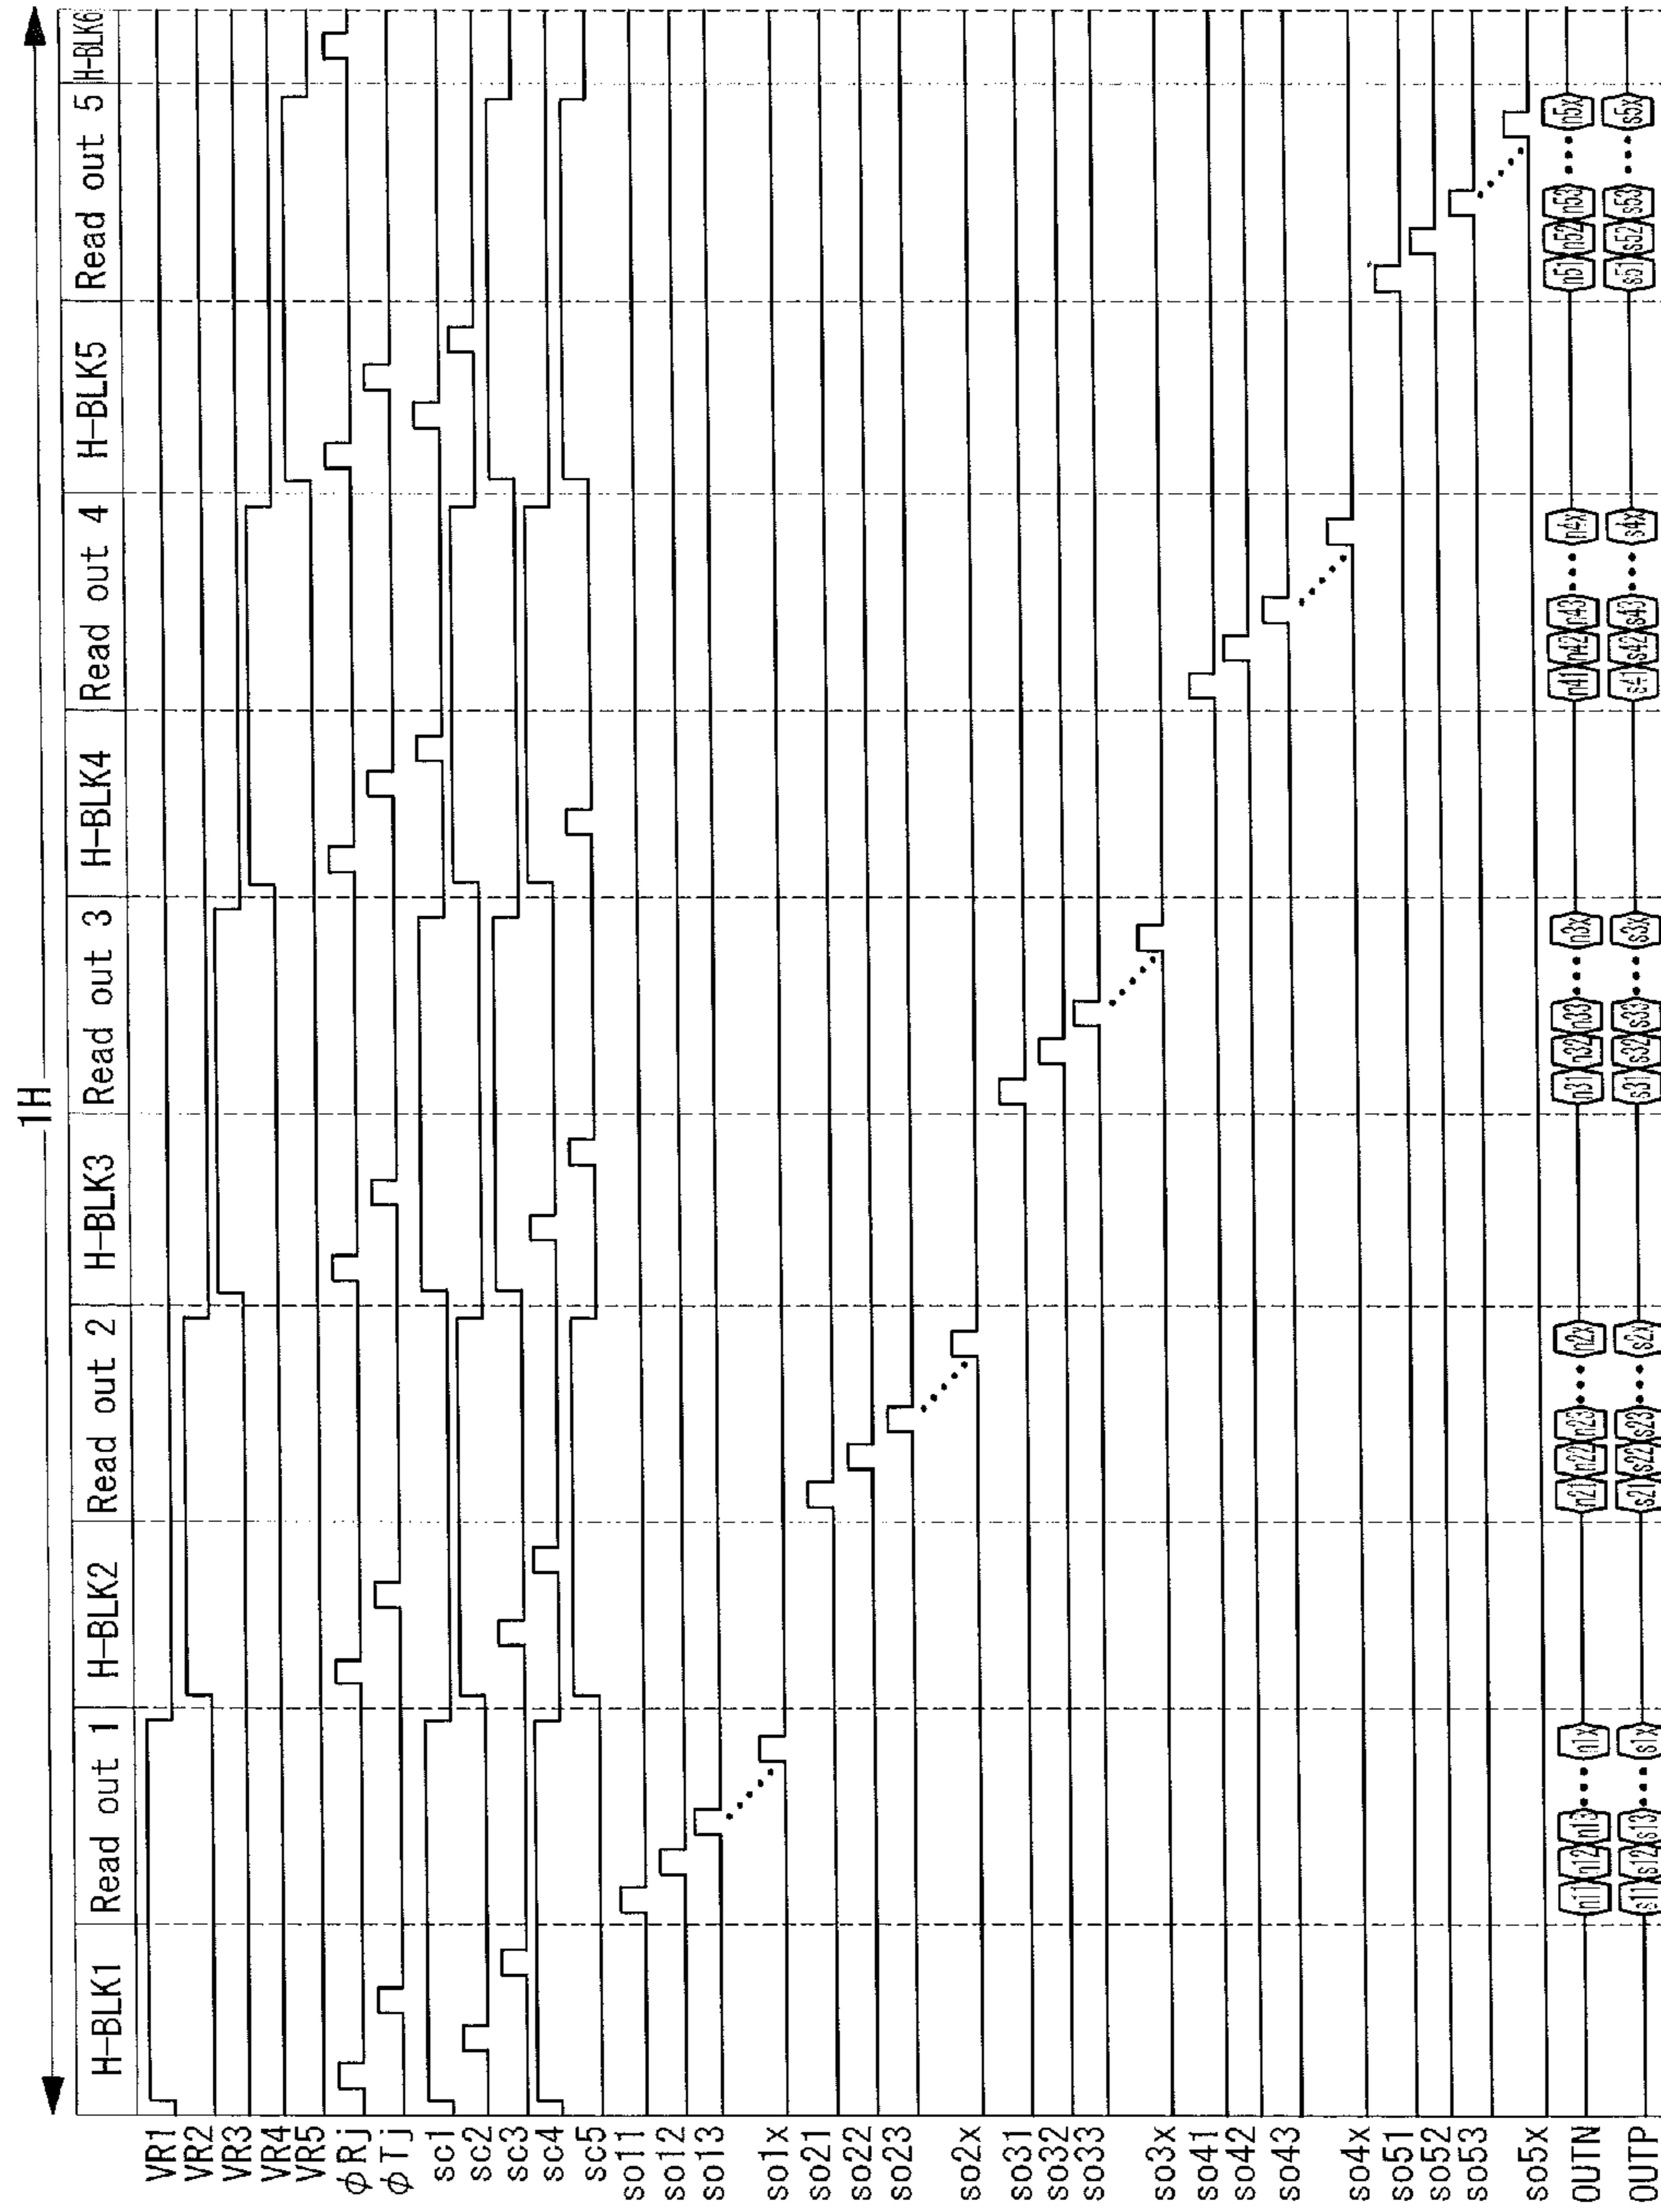 1H
H-BLK1 Read out 1 H-BLK2 Read out 2 H-BLK3 Read out 3 H-BLK4 Read out 4 H-BLK5 Read out 5 H-BLK6
VR1
VR2
VR3
VR4
VR5
φRj
φTj
sc1
sc2
sc3
sc4
sc5
so11
so12
so13
so1x
so21
so22
so23
so2x
so31
so32
so33
so3x
so41
so42
so43
so4x
so51
so52
so53
so5x
OUTN n11 n12 n13 n1x n21 n22 n23 n2x n31 n32 n33 n3x n41 n42 n43 n4x n51 n52 n53 n5x
OUTP s11 s12 s13 s1x s21 s22 s23 s2x s31 s32 s33 s3x s41 s42 s43 s4x s51 s52 s53 s5x